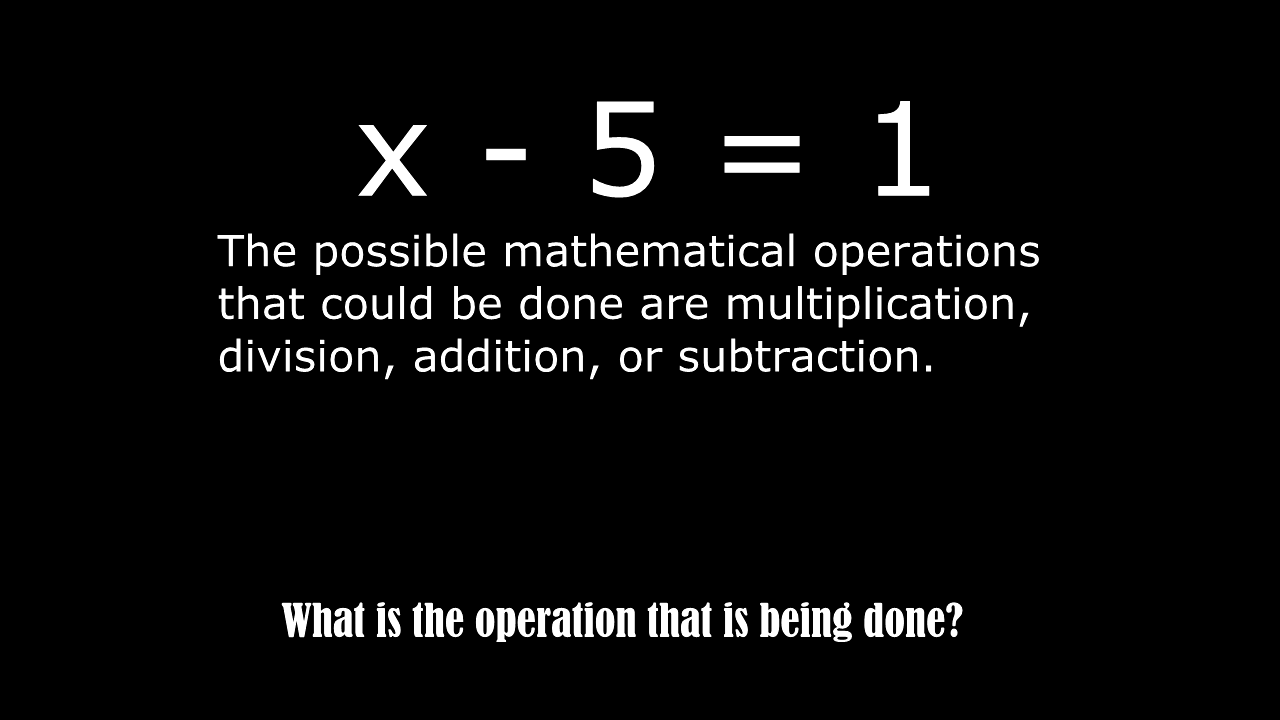 x - 5 = 1
The possible mathematical operations
that could be done are multiplication,
division, addition, or subtraction.
What is the operation that is being done?